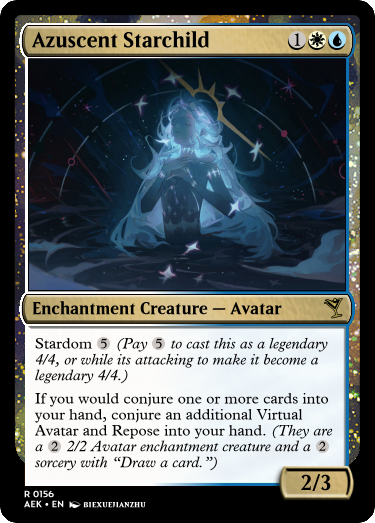 Azuscent Starchild
1
Enchantment Creature — Avatar
Stardom 5 (Pay 5 to cast this as a legendary
4/4, or while its attacking to make it become a
legendary 4/4.)
If you would conjure one or more cards into
your hand, conjure an additional Virtual
Avatar and Repose into your hand. (They are
a 2 2/2 Avatar enchantment creature and a 2
sorcery with “Draw a card.”)
2/3
R 0156
AEK • EN BIEXUEJIANZHU